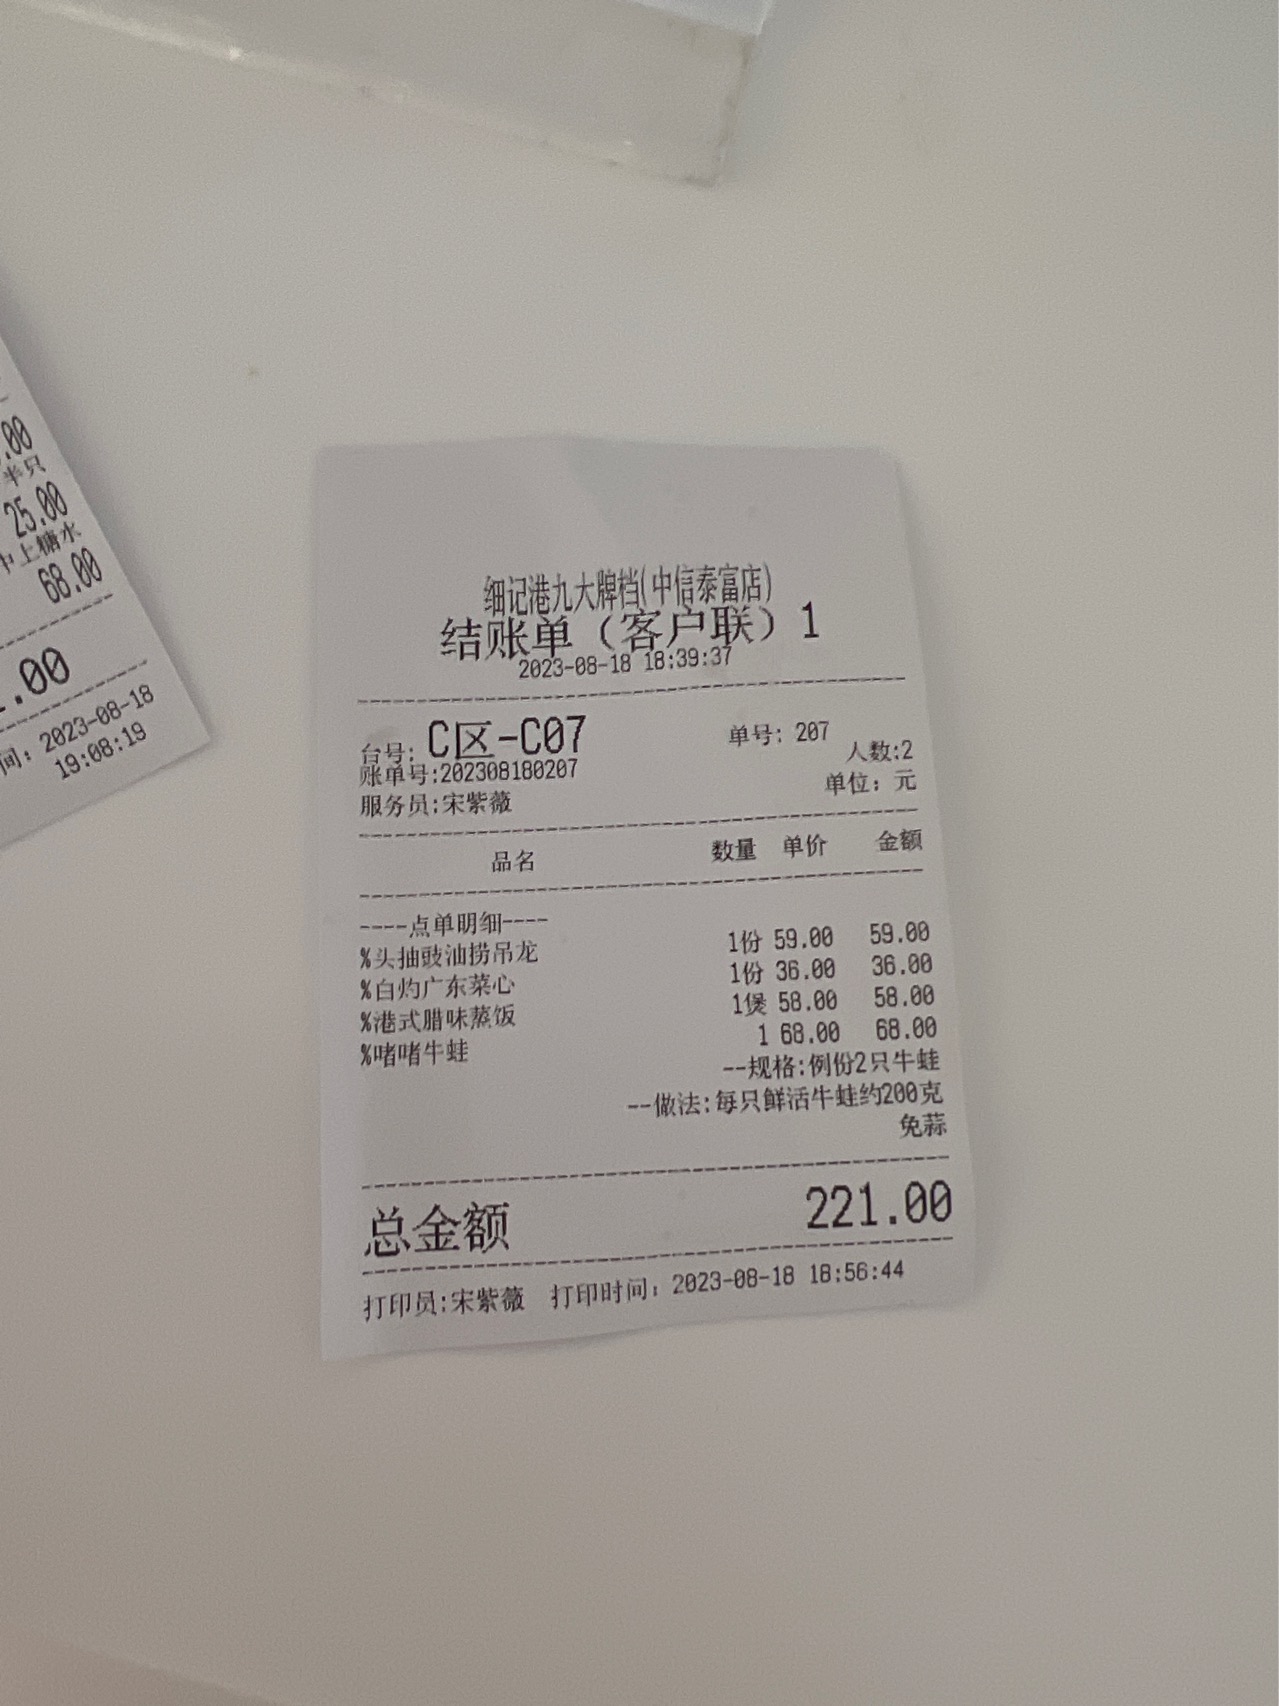 .00
半只
25.00
中上糖水
68.00
.00
间: 2023-08-18
19:08:19
细记港九大牌档(中信泰富店)
结账单（客户联）1
2023-08-18 18:39:37
台号: C区-C07 单号: 207
账单号:202308180207 人数:2
服务员:宋紫薇 单位: 元
品名 数量 单价 金额
----点单明细----
%头抽豉油捞吊龙 1份 59.00 59.00
%白灼广东菜心 1份 36.00 36.00
%港式腊味蒸饭 1煲 58.00 58.00
%啫啫牛蛙 1 68.00 68.00
--规格:例份2只牛蛙
--做法:每只鲜活牛蛙约200克
免蒜
总金额 221.00
打印员:宋紫薇 打印时间: 2023-08-18 18:56:44